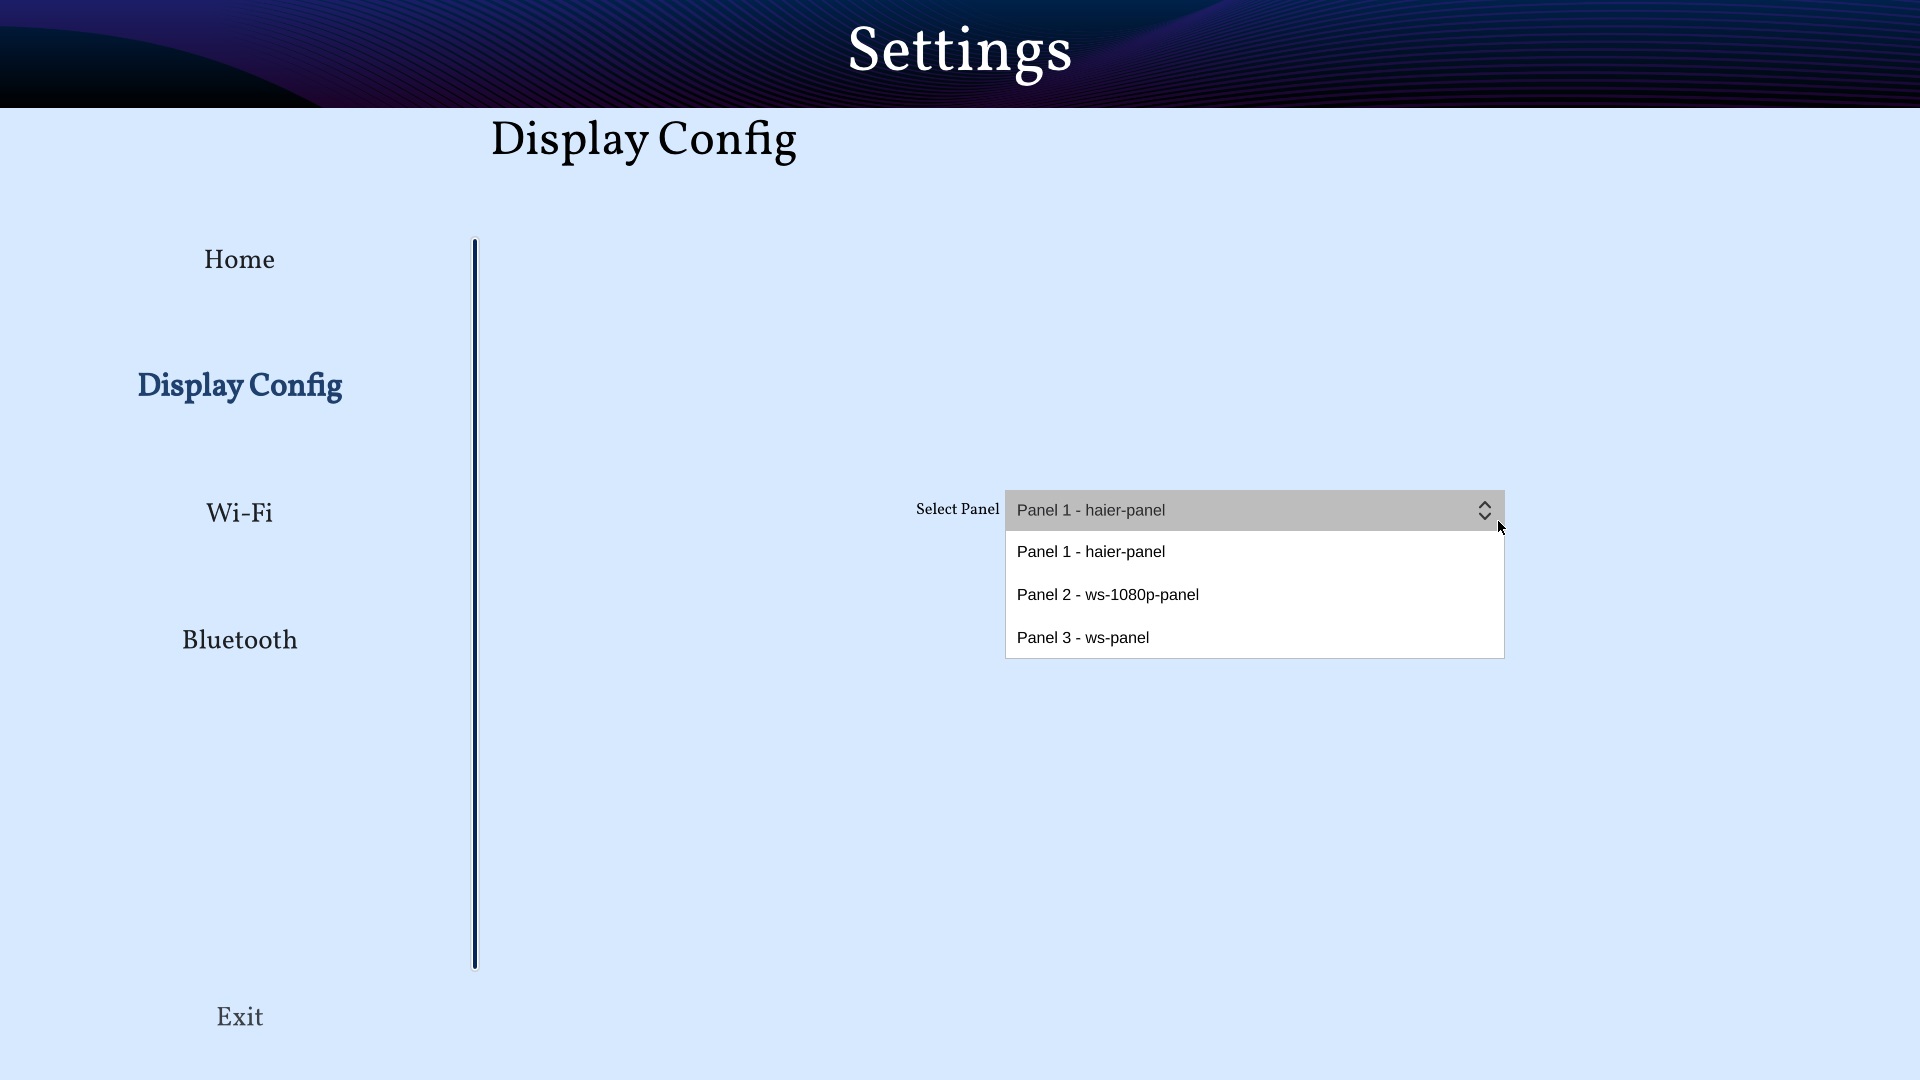 Settings
Display Config
Home
Display Config
Wi-Fi
Bluetooth
Exit
Select Panel
Panel 1 - haier-panel
Panel 1 - haier-panel
Panel 2 - ws-1080p-panel
Panel 3 - ws-panel